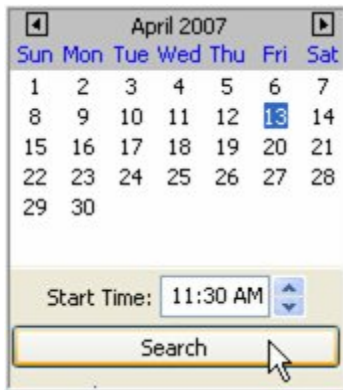 April 2007
Sun Mon Tue Wed Thu Fri Sat
1 2 3 4 5 6 7
8 9 10 11 12 13 14
15 16 17 18 19 20 21
22 23 24 25 26 27 28
29 30
Start Time: 11:30 AM
Search